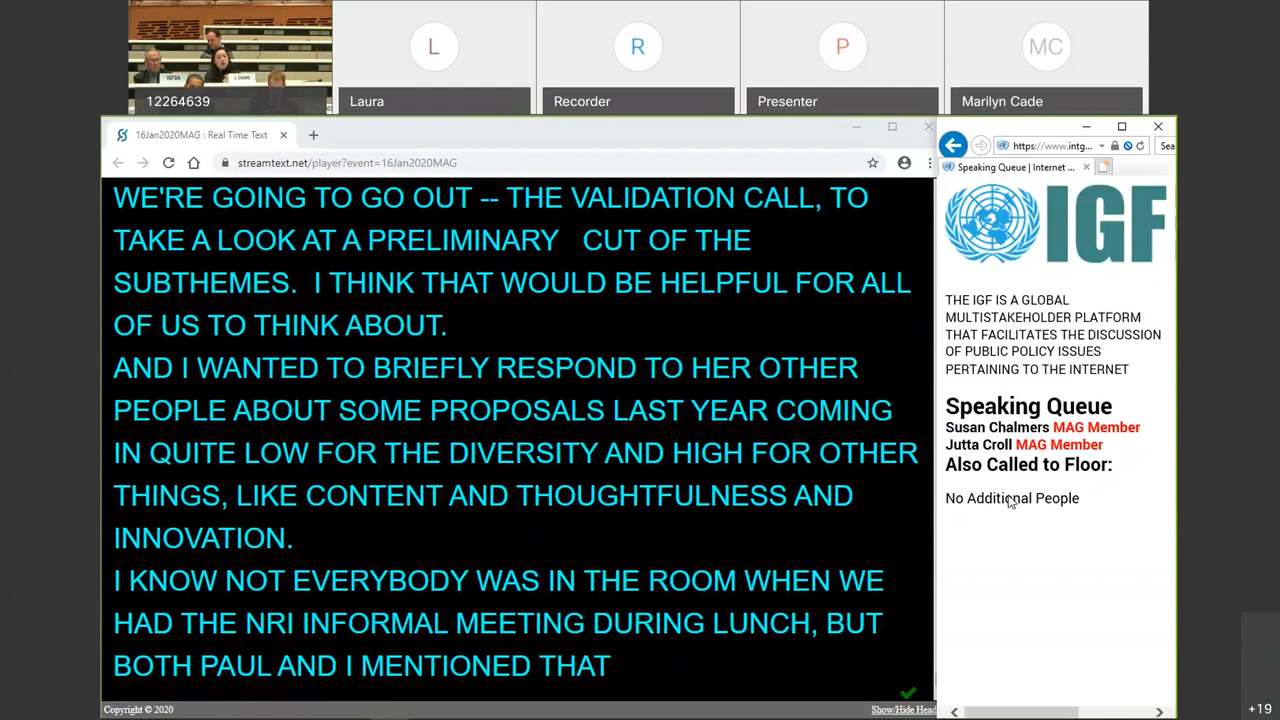 L
R
P
MC
IGFSA
J. CHUNG
12264639
Laura
Recorder
Presenter
Marilyn Cade
16Jan2020MAG : Real Time Text
streamtext.net/player?event=16Jan2020MAG
WE'RE GOING TO GO OUT -- THE VALIDATION CALL, TO
TAKE A LOOK AT A PRELIMINARY CUT OF THE
SUBTHEMES. I THINK THAT WOULD BE HELPFUL FOR ALL
OF US TO THINK ABOUT.
AND I WANTED TO BRIEFLY RESPOND TO HER OTHER
PEOPLE ABOUT SOME PROPOSALS LAST YEAR COMING
IN QUITE LOW FOR THE DIVERSITY AND HIGH FOR OTHER
THINGS, LIKE CONTENT AND THOUGHTFULNESS AND
INNOVATION.
I KNOW NOT EVERYBODY WAS IN THE ROOM WHEN WE
HAD THE NRI INFORMAL MEETING DURING LUNCH, BUT
BOTH PAUL AND I MENTIONED THAT
Copyright © 2020
Show/Hide Head
https://www.intg...
Sea
Speaking Queue | Internet ...
IGF
THE IGF IS A GLOBAL
MULTISTAKEHOLDER PLATFORM
THAT FACILITATES THE DISCUSSION
OF PUBLIC POLICY ISSUES
PERTAINING TO THE INTERNET
Speaking Queue
Susan Chalmers MAG Member
Jutta Croll MAG Member
Also Called to Floor:
No Additional People
+19